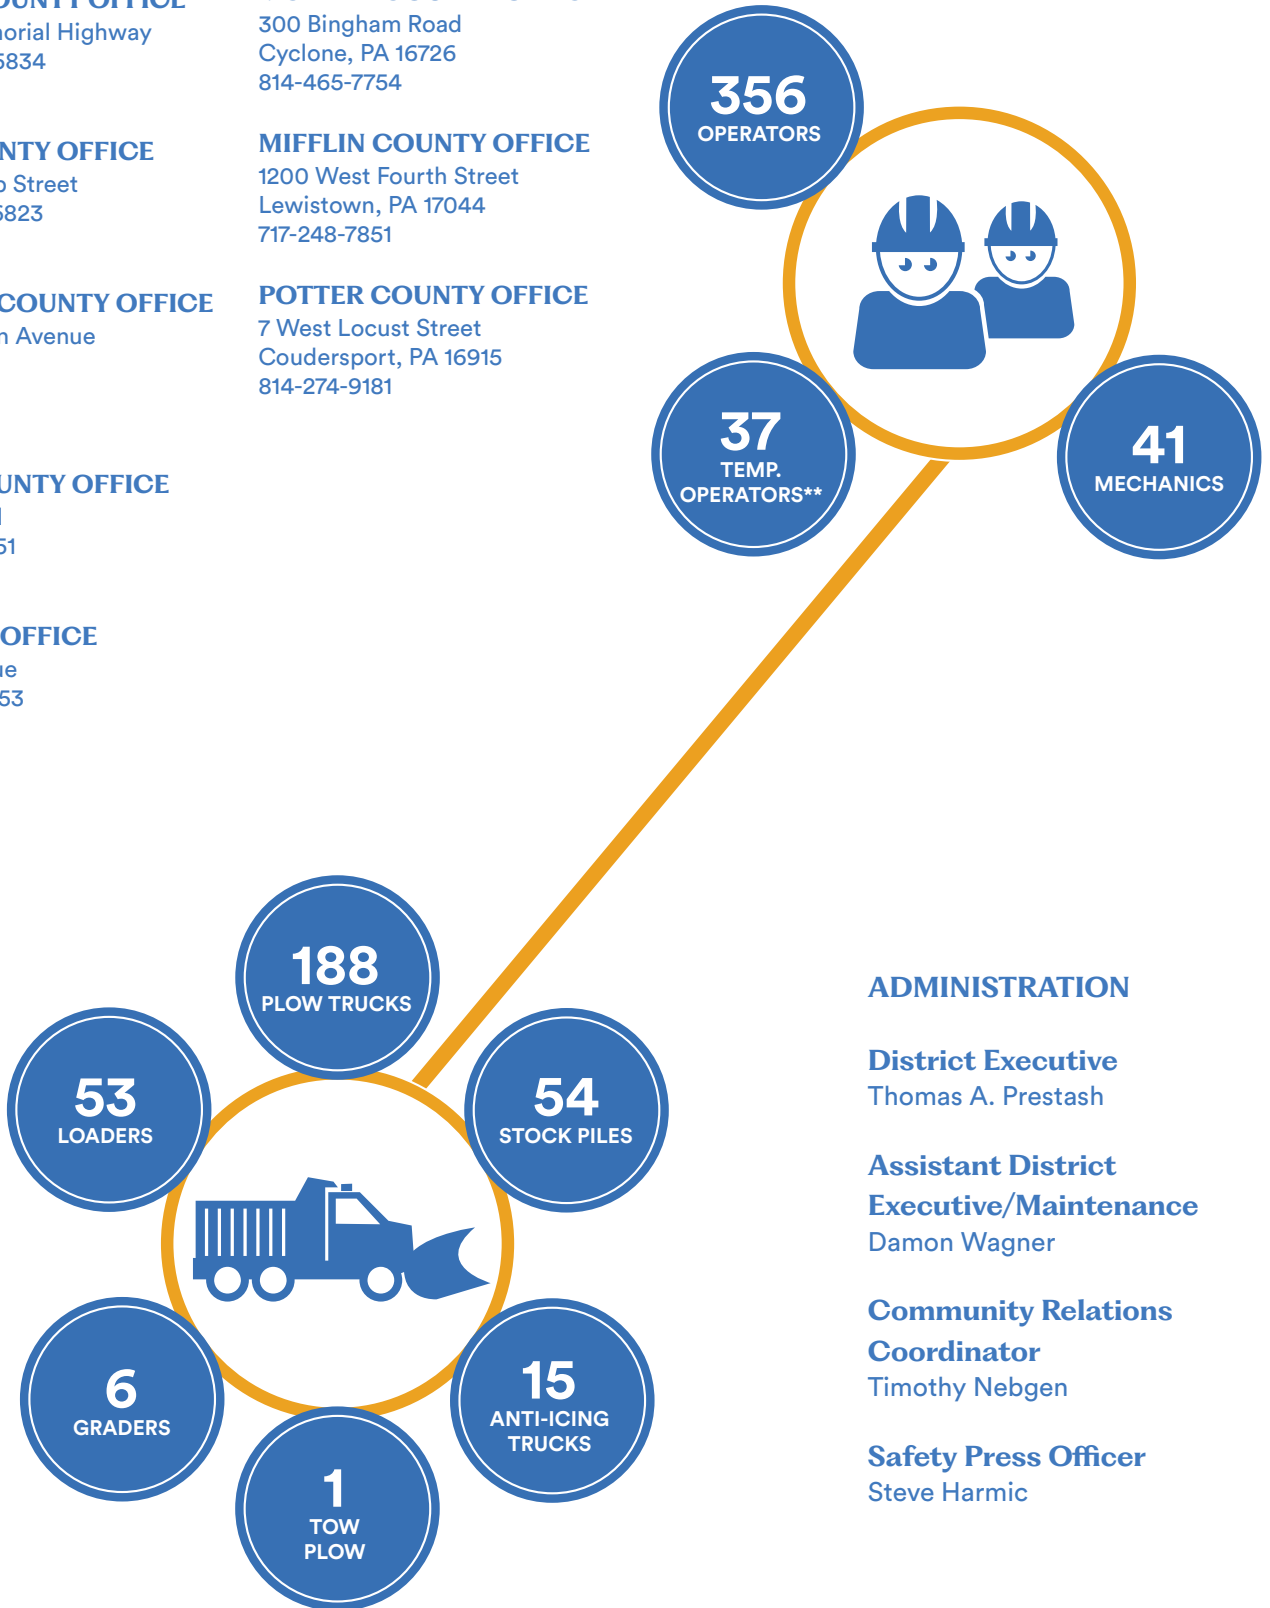 5834
NTY OFFICE
Street
5823
COUNTY OFFICE
Avenue
UNTY OFFICE
51
OFFICE
53
300 Bingham Road
Cyclone, PA 16726
814-465-7754
MIFFLIN COUNTY OFFICE
1200 West Fourth Street
Lewistown, PA 17044
717-248-7851
POTTER COUNTY OFFICE
7 West Locust Street
Coudersport, PA 16915
814-274-9181
356
OPERATORS
37
TEMP.
OPERATORS**
41
MECHANICS
188
PLOW TRUCKS
53
LOADERS
54
STOCK PILES
6
GRADERS
15
ANTI-ICING
TRUCKS
1
TOW
PLOW
ADMINISTRATION
District Executive
Thomas A. Prestash
Assistant District
Executive/Maintenance
Damon Wagner
Community Relations
Coordinator
Timothy Nebgen
Safety Press Officer
Steve Harmic